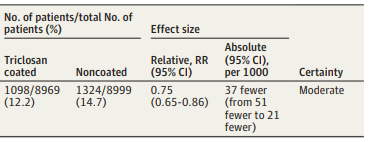 No. of patients/total No. of
patients (%)
Effect size
Triclosan
coated
Noncoated
Relative, RR
(95% CI)
Absolute
(95% CI),
per 1000
Certainty
1098/8969
(12.2)
1324/8999
(14.7)
0.75
(0.65-0.86)
37 fewer
(from 51
fewer to 21
fewer)
Moderate